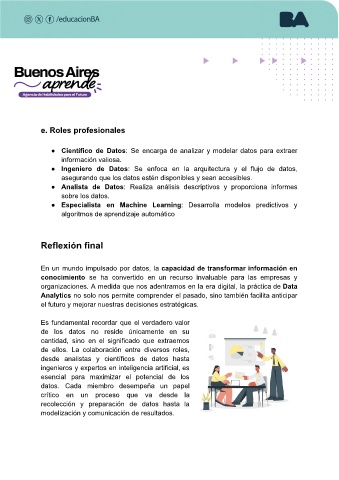 /educacionBA
BA
Buenos Aires
aprende
Agencia de Habilidades para el Futuro
e. Roles profesionales
● Científico de Datos: Se encarga de analizar y modelar datos para extraer
información valiosa.
● Ingeniero de Datos: Se enfoca en la arquitectura y el flujo de datos,
asegurando que los datos estén disponibles y sean accesibles.
● Analista de Datos: Realiza análisis descriptivos y proporciona informes
sobre los datos.
● Especialista en Machine Learning: Desarrolla modelos predictivos y
algoritmos de aprendizaje automático
Reflexión final
En un mundo impulsado por datos, la capacidad de transformar información en
conocimiento se ha convertido en un recurso invaluable para las empresas y
organizaciones. A medida que nos adentramos en la era digital, la práctica de Data
Analytics no solo nos permite comprender el pasado, sino también facilita anticipar
el futuro y mejorar nuestras decisiones estratégicas.
Es fundamental recordar que el verdadero valor
de los datos no reside únicamente en su
cantidad, sino en el significado que extraemos
de ellos. La colaboración entre diversos roles,
desde analistas y científicos de datos hasta
ingenieros y expertos en inteligencia artificial, es
esencial para maximizar el potencial de los
datos. Cada miembro desempeña un papel
crítico en un proceso que va desde la
recolección y preparación de datos hasta la
modelización y comunicación de resultados.